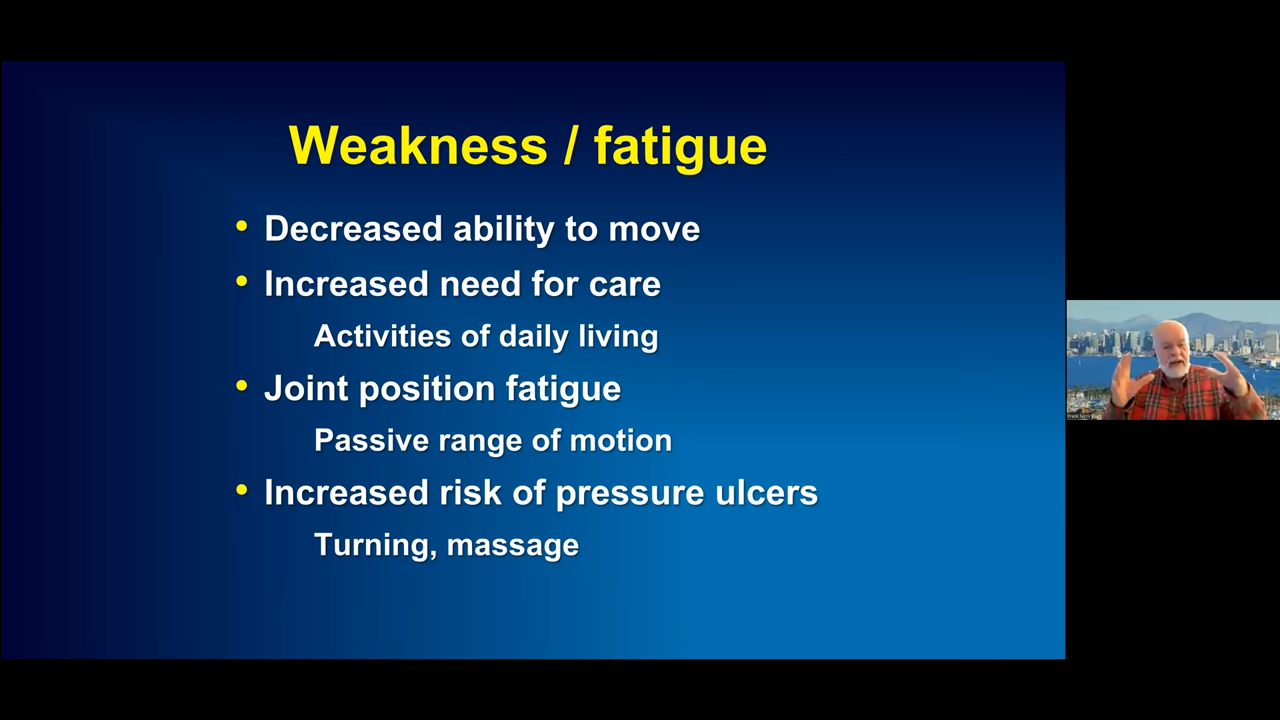 Weakness / fatigue
• Decreased ability to move
• Increased need for care
Activities of daily living
• Joint position fatigue
Passive range of motion
• Increased risk of pressure ulcers
Turning, massage